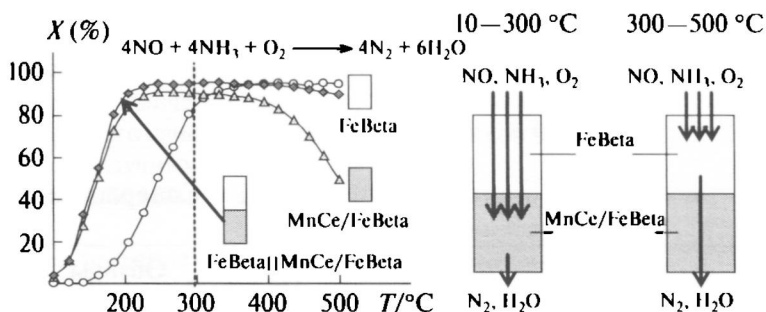 X (%)
4NO + 4NH₃ + O₂ → 4N₂ + 6H₂O
100
80
60
40
20
200
300
400
500
T/°C
FeBeta
MnCe/FeBeta
FeBeta||MnCe/FeBeta
10—300 °C
300—500 °C
NO, NH₃, O₂
NO, NH₃, O₂
FeBeta
MnCe/FeBeta
N₂, H₂O
N₂, H₂O